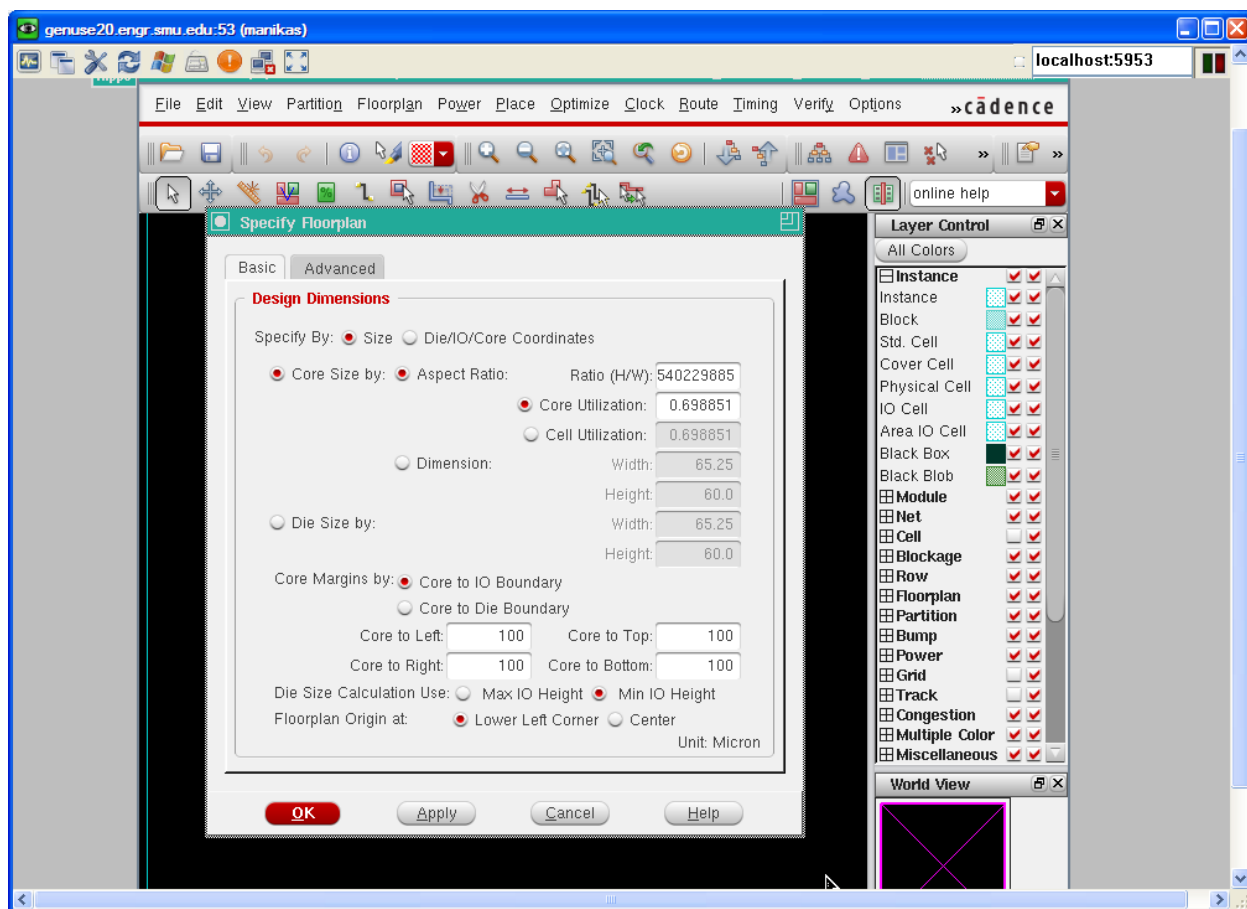 genuse20.engr.smu.edu:53 (manikas)
localhost:5953
File Edit View Partition Floorplan Power Place Optimize Clock Route Timing Verify Options » cādence
» »
online help
Specify Floorplan
Layer Control
All Colors
Basic Advanced
Design Dimensions
Specify By: Size Die/IO/Core Coordinates
Core Size by: Aspect Ratio: Ratio (H/W): 540229885
Core Utilization: 0.698851
Cell Utilization: 0.698851
Dimension: Width: 65.25
Height: 60.0
Die Size by: Width: 65.25
Height: 60.0
Core Margins by: Core to IO Boundary
Core to Die Boundary
Core to Left: 100 Core to Top: 100
Core to Right: 100 Core to Bottom: 100
Die Size Calculation Use: Max IO Height Min IO Height
Floorplan Origin at: Lower Left Corner Center
Unit: Micron
OK Apply Cancel Help
Instance
Instance
Block
Std. Cell
Cover Cell
Physical Cell
IO Cell
Area IO Cell
Black Box
Black Blob
Module
Net
Cell
Blockage
Row
Floorplan
Partition
Bump
Power
Grid
Track
Congestion
Multiple Color
Miscellaneous
World View